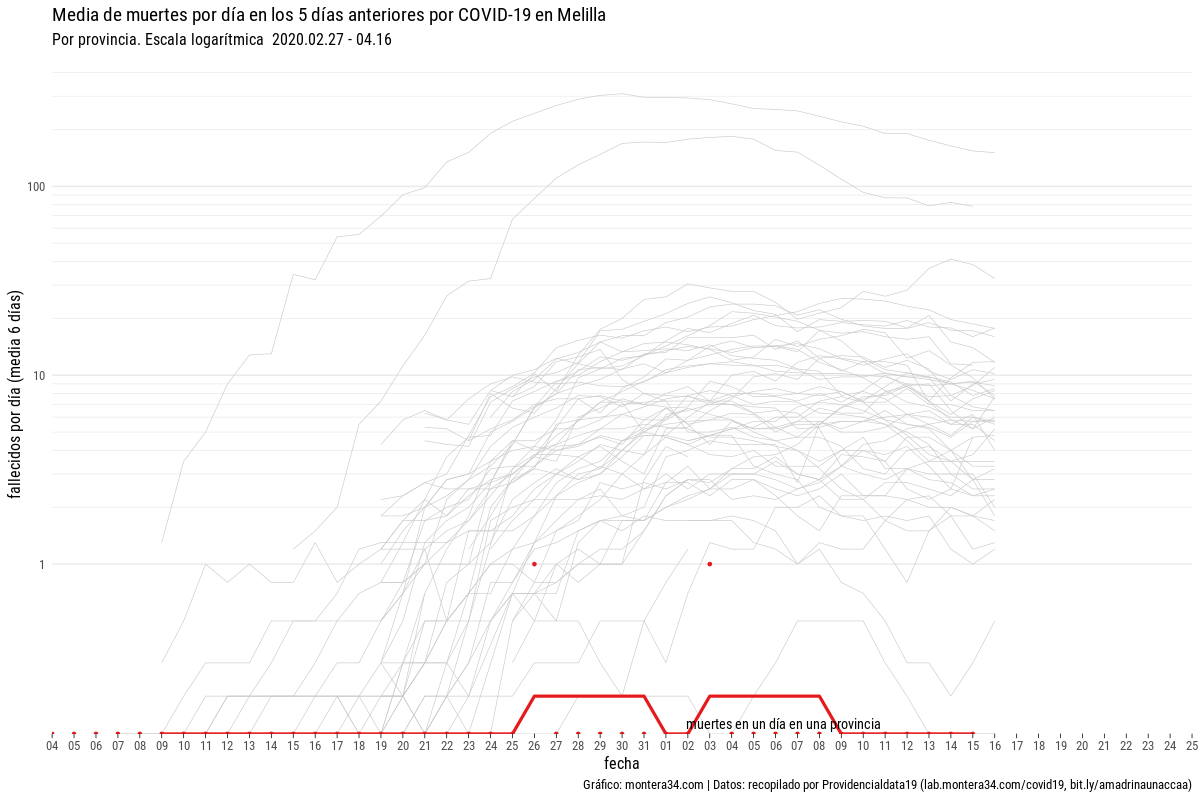 Media de muertes por día en los 5 días anteriores por COVID-19 en Melilla
Por provincia. Escala logarítmica 2020.02.27 - 04.16
fallecidos por día (media 6 días)
100
10
1
muertes en un día en una provincia
04 05 06 07 08 09 10 11 12 13 14 15 16 17 18 19 20 21 22 23 24 25 26 27 28 29 30 31 01 02 03 04 05 06 07 08 09 10 11 12 13 14 15 16 17 18 19 20 21 22 23 24 25
fecha
Gráfico: montera34.com | Datos: recopilado por Providencialdata19 (lab.montera34.com/covid19, bit.ly/amadrinaunaccaa)